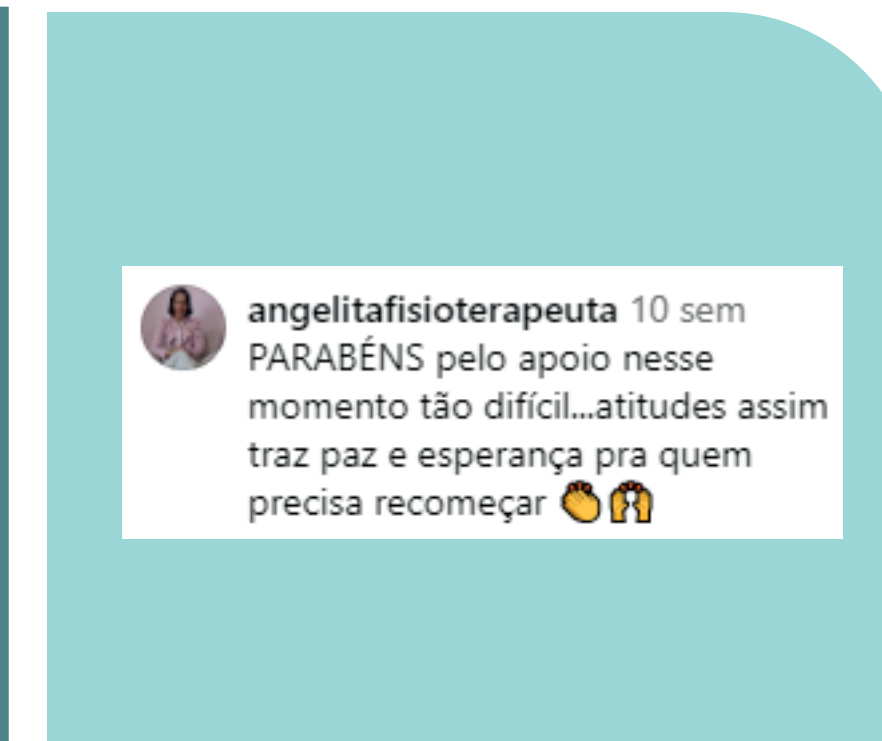 angelitafisioterapeuta 10 sem
PARABÉNS pelo apoio nesse
momento tão difícil...atitudes assim
traz paz e esperança pra quem
precisa recomeçar 👏🙌